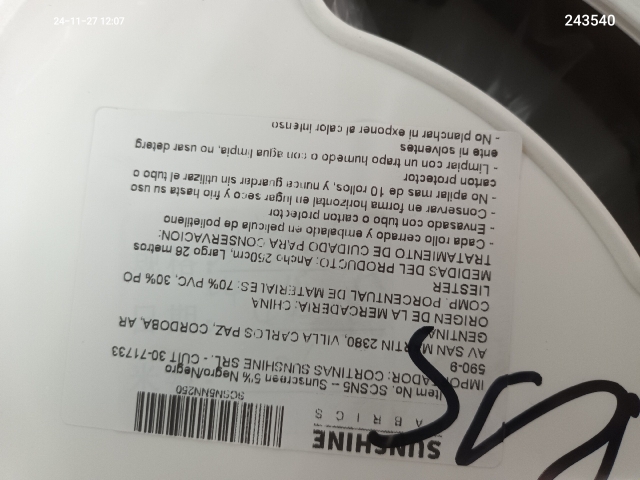 24-11-27 12:07
243540
SUNSHINE
FABRICS
SCSN5NN250
Item No. SCSN5 -- Sunscreen 5% Negro/Negro
IMPORTADOR: CORTINAS SUNSHINE SRL. - CUIT 30-71733
590-9
AV SAN MARTIN 2380, VILLA CARLOS PAZ, CORDOBA, AR
GENTINA
ORIGEN DE LA MERCADERIA: CHINA
COMP. PORCENTUAL DE MATERIALES: 70% PVC, 30% PO
LIESTER
MEDIDAS DEL PRODUCTO: Ancho 250cm, Largo 28 metros
TRATAMIENTO DE CUIDADO PARA CONSERVACION:
- Cada rollo cerrado y embalado en pelicula de polietileno
- Envasado con tubo o carton protector
- Conservar en forma horizontal en lugar seco y frio y hasta su uso
- No apilar mas de 10 rollos, y nunca guardar sin utilizar el tubo o
carton protector
- Limpiar con un trapo humedo o con agua limpia, no usar deterg
ente ni solventes
- No planchar ni exponer al calor intenso